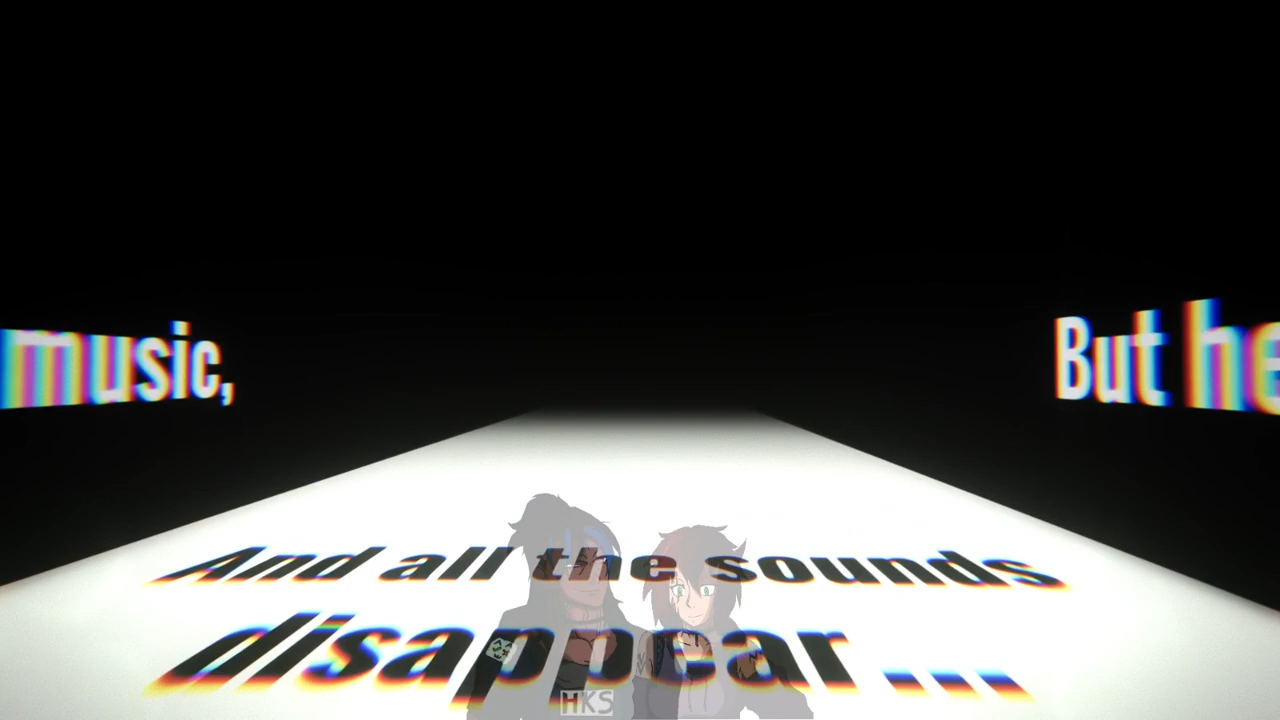 music,
But he
And all the sounds
disappear...
HKS